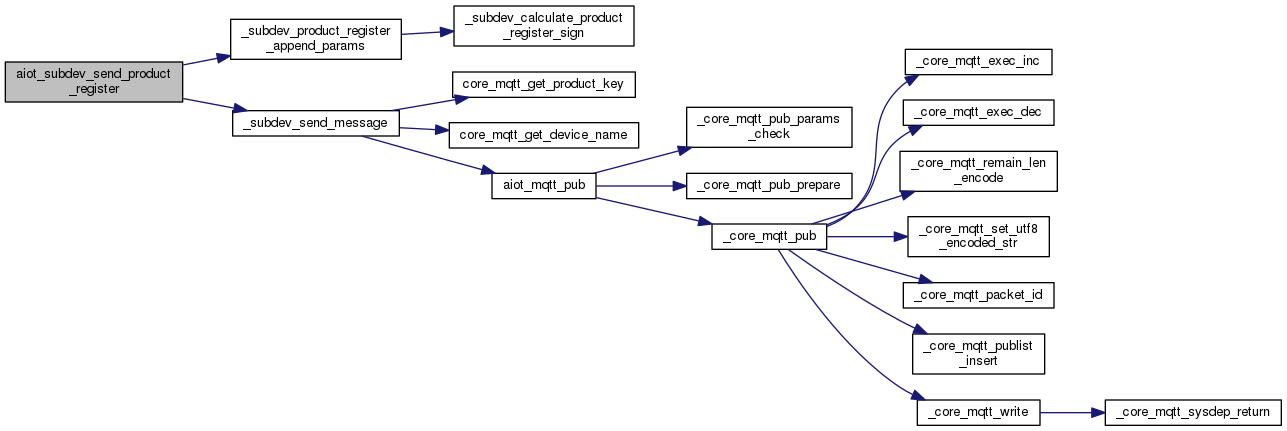 aiot_subdev_send_product
_register
_subdev_product_register
_append_params
_subdev_calculate_product
_register_sign
_subdev_send_message
core_mqtt_get_product_key
core_mqtt_get_device_name
aiot_mqtt_pub
_core_mqtt_pub_params
_check
_core_mqtt_pub_prepare
_core_mqtt_pub
_core_mqtt_exec_inc
_core_mqtt_exec_dec
_core_mqtt_remain_len
_encode
_core_mqtt_set_utf8
_encoded_str
_core_mqtt_packet_id
_core_mqtt_publist
_insert
_core_mqtt_write
_core_mqtt_sysdep_return